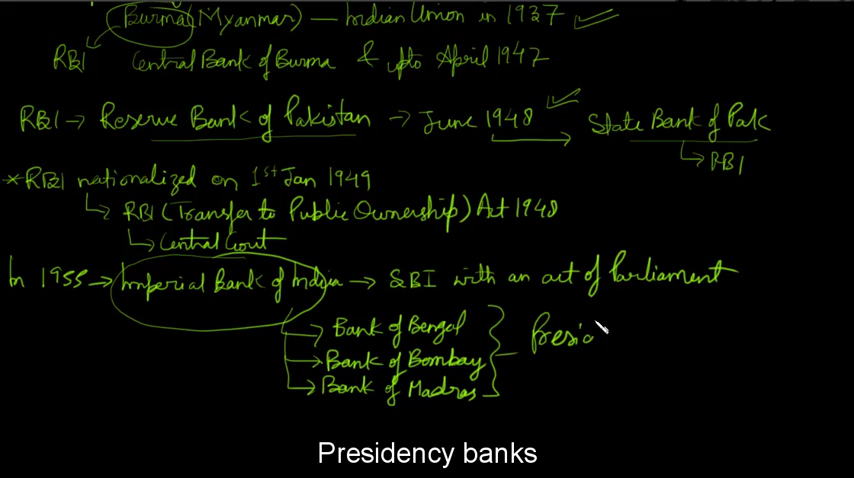 Burma (Myanmar) — Indian Union in 1937 ✓
RBI Central Bank of Burma & upto April 1947
RBI → Reserve Bank of Pakistan → June 1948 ✓ → State Bank of Pak
→ RBI
*RBI nationalized on 1st Jan 1949
→ RBI (Transfer to Public Ownership) Act 1948
→ Central Govt
In 1955 → Imperial Bank of India → SBI with an act of Parliament
→ Bank of Bengal
→ Bank of Bombay
→ Bank of Madras
Presid
Presidency banks